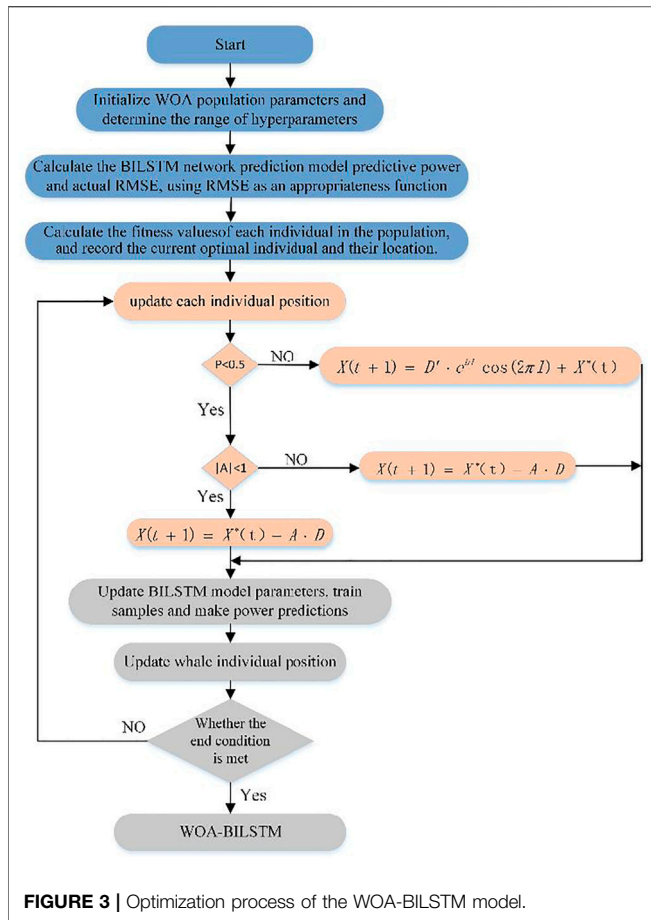 Start
Initialize WOA population parameters and
determine the range of hyperparameters
Calculate the BILSTM network prediction model predictive power
and actual RMSE, using RMSE as an appropriateness function
Calculate the fitness valuesof each individual in the population,
and record the current optimal individual and their location.
update each individual position
P<0.5
NO
X(t + 1) = D′ · e^{bl} cos (2πl) + X*(t)
Yes
|A|<1
NO
X(t + 1) = X*(t) − A · D
Yes
X(t + 1) = X*(t) − A · D
Update BILSTM model parameters, train
samples and make power predictions
Update whale individual position
NO
Whether the
end condition
is met
Yes
WOA-BILSTM
FIGURE 3 | Optimization process of the WOA-BILSTM model.